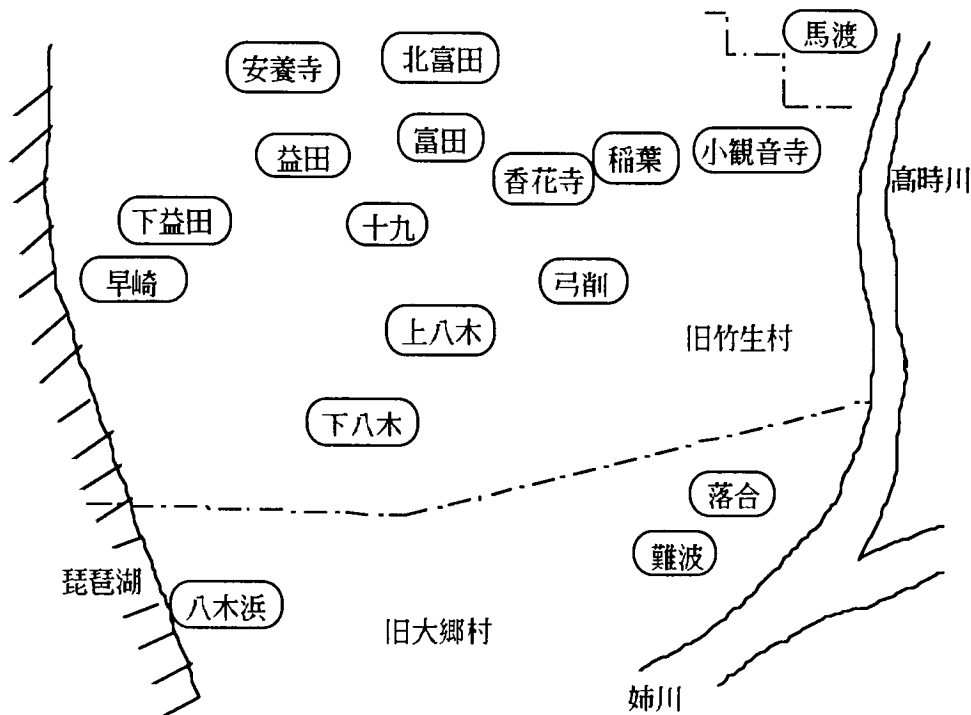 馬渡
安養寺
北富田
益田
富田
香花寺
稲葉
小観音寺
高時川
下益田
十九
早崎
弓削
上八木
旧竹生村
下八木
落合
難波
琵琶湖
八木浜
旧大郷村
姉川